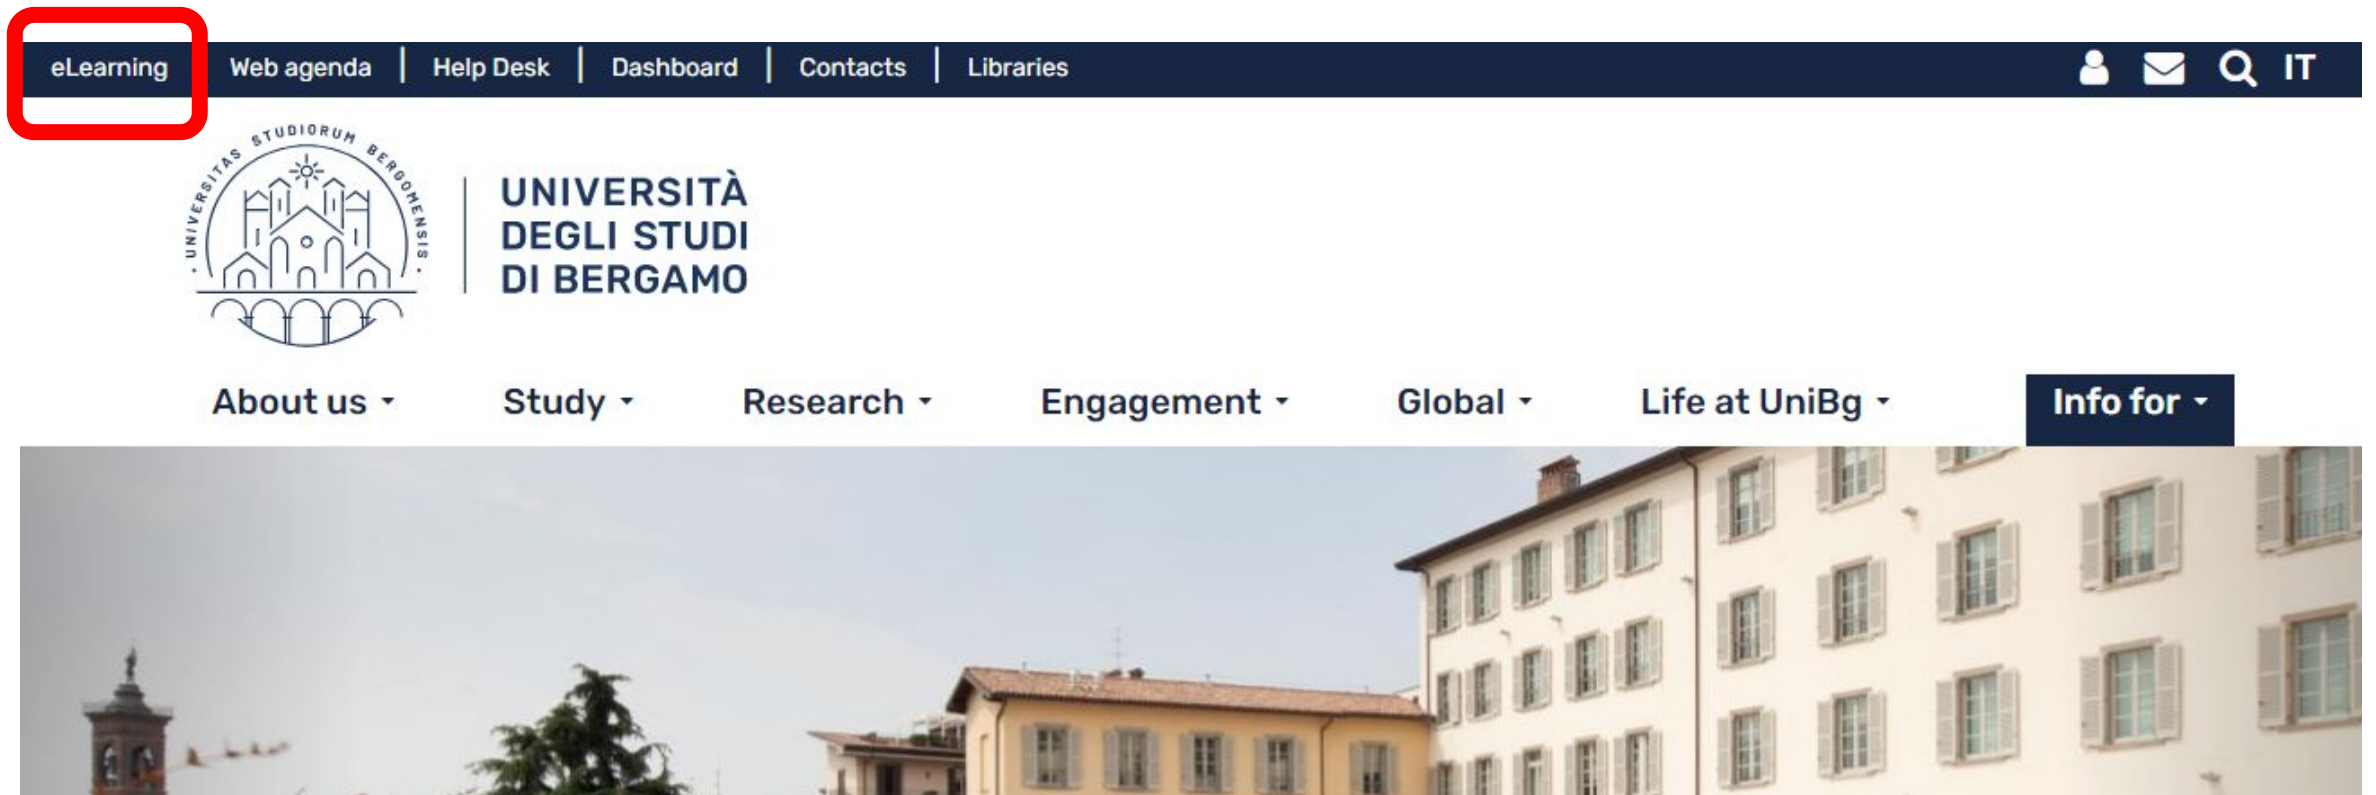 eLearning
Web agenda | Help Desk | Dashboard | Contacts | Libraries
IT
· UNIVERSITAS STUDIORUM BERGOMENSIS ·
UNIVERSITÀ
DEGLI STUDI
DI BERGAMO
About us
Study
Research
Engagement
Global
Life at UniBg
Info for